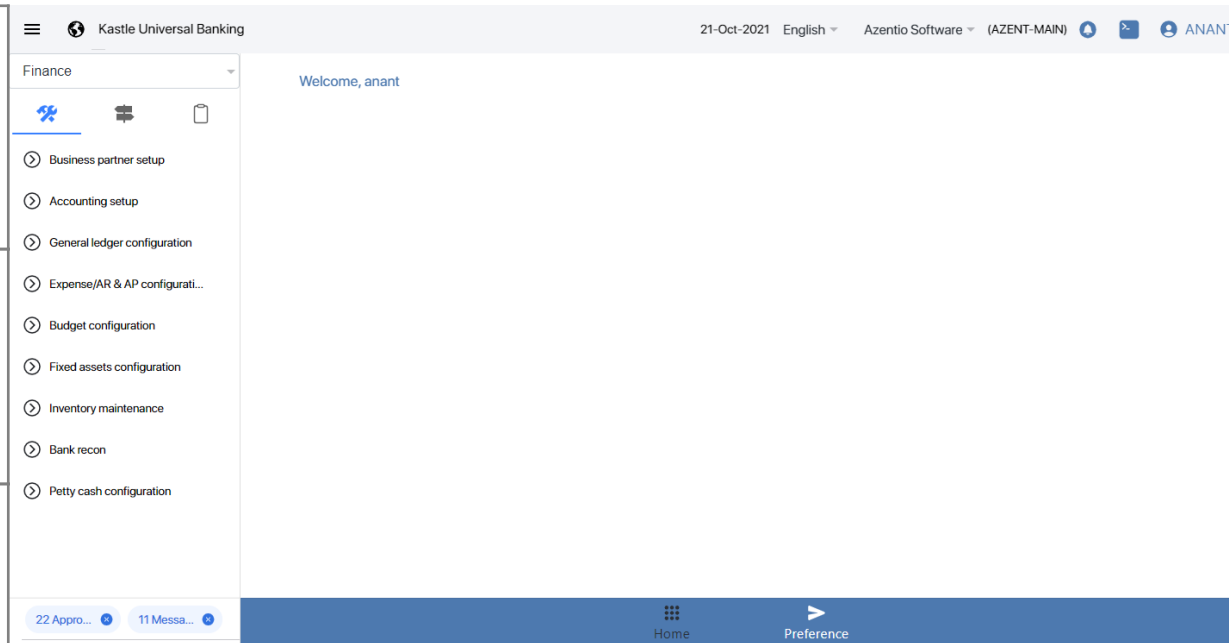 Kastle Universal Banking 21-Oct-2021 English Azentio Software (AZENT-MAIN) ANANT
Finance
Welcome, anant
Business partner setup
Accounting setup
General ledger configuration
Expense/AR & AP configurati...
Budget configuration
Fixed assets configuration
Inventory maintenance
Bank recon
Petty cash configuration
22 Appro... 11 Messa...
Home Preference